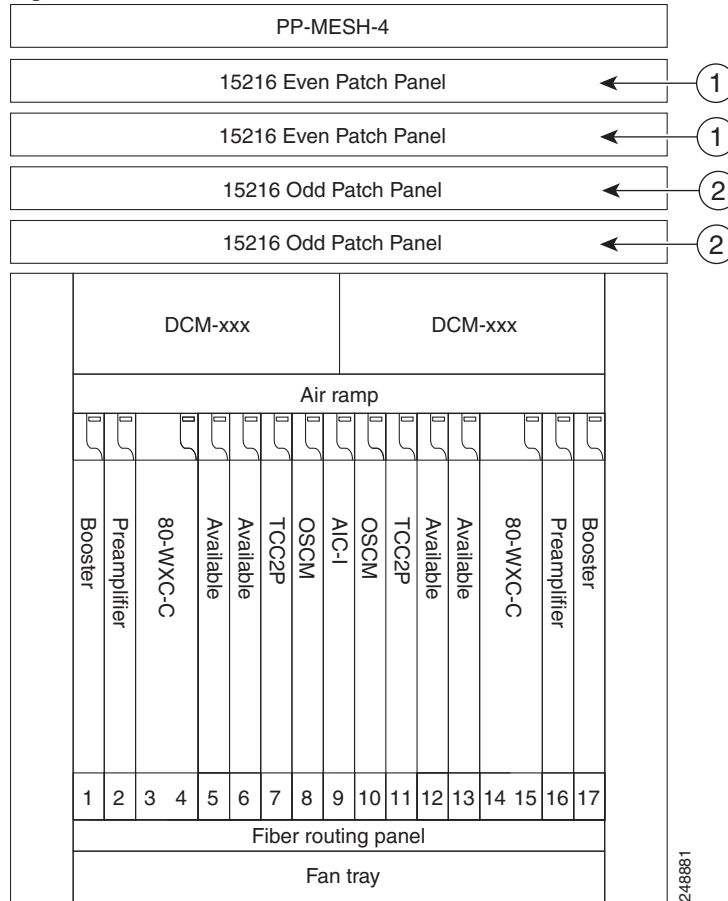 PP-MESH-4
15216 Even Patch Panel 1
15216 Even Patch Panel 1
15216 Odd Patch Panel 2
15216 Odd Patch Panel 2
DCM-xxx DCM-xxx
Air ramp
Booster
Preamplifier
80-WXC-C
Available
Available
TCC2P
OSCM
AIC-I
OSCM
TCC2P
Available
Available
80-WXC-C
Preamplifier
Booster
1 2 3 4 5 6 7 8 9 10 11 12 13 14 15 16 17
Fiber routing panel
Fan tray
248881